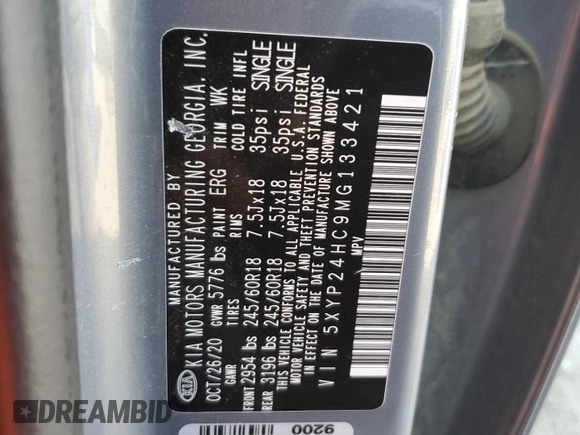 KIA
MANUFACTURED BY
KIA MOTORS MANUFACTURING GEORGIA, INC.
OCT/26/20 GVWR 5776 lbs PAINT ERG TRIM WK
GAWR TIRES RIMS COLD TIRE INFL
FRONT 2954 lbs 245/60R18 7.5Jx18 35psi SINGLE
REAR 3196 lbs 245/60R18 7.5Jx18 35psi SINGLE
THIS VEHICLE CONFORMS TO ALL APPLICABLE U.S.A. FEDERAL
MOTOR VEHICLE SAFETY AND THEFT PREVENTION STANDARDS
IN EFFECT ON THE DATE OF MANUFACTURE SHOWN ABOVE
VIN 5XYP24HC9MG133421
MPV
9200
DREAMBID